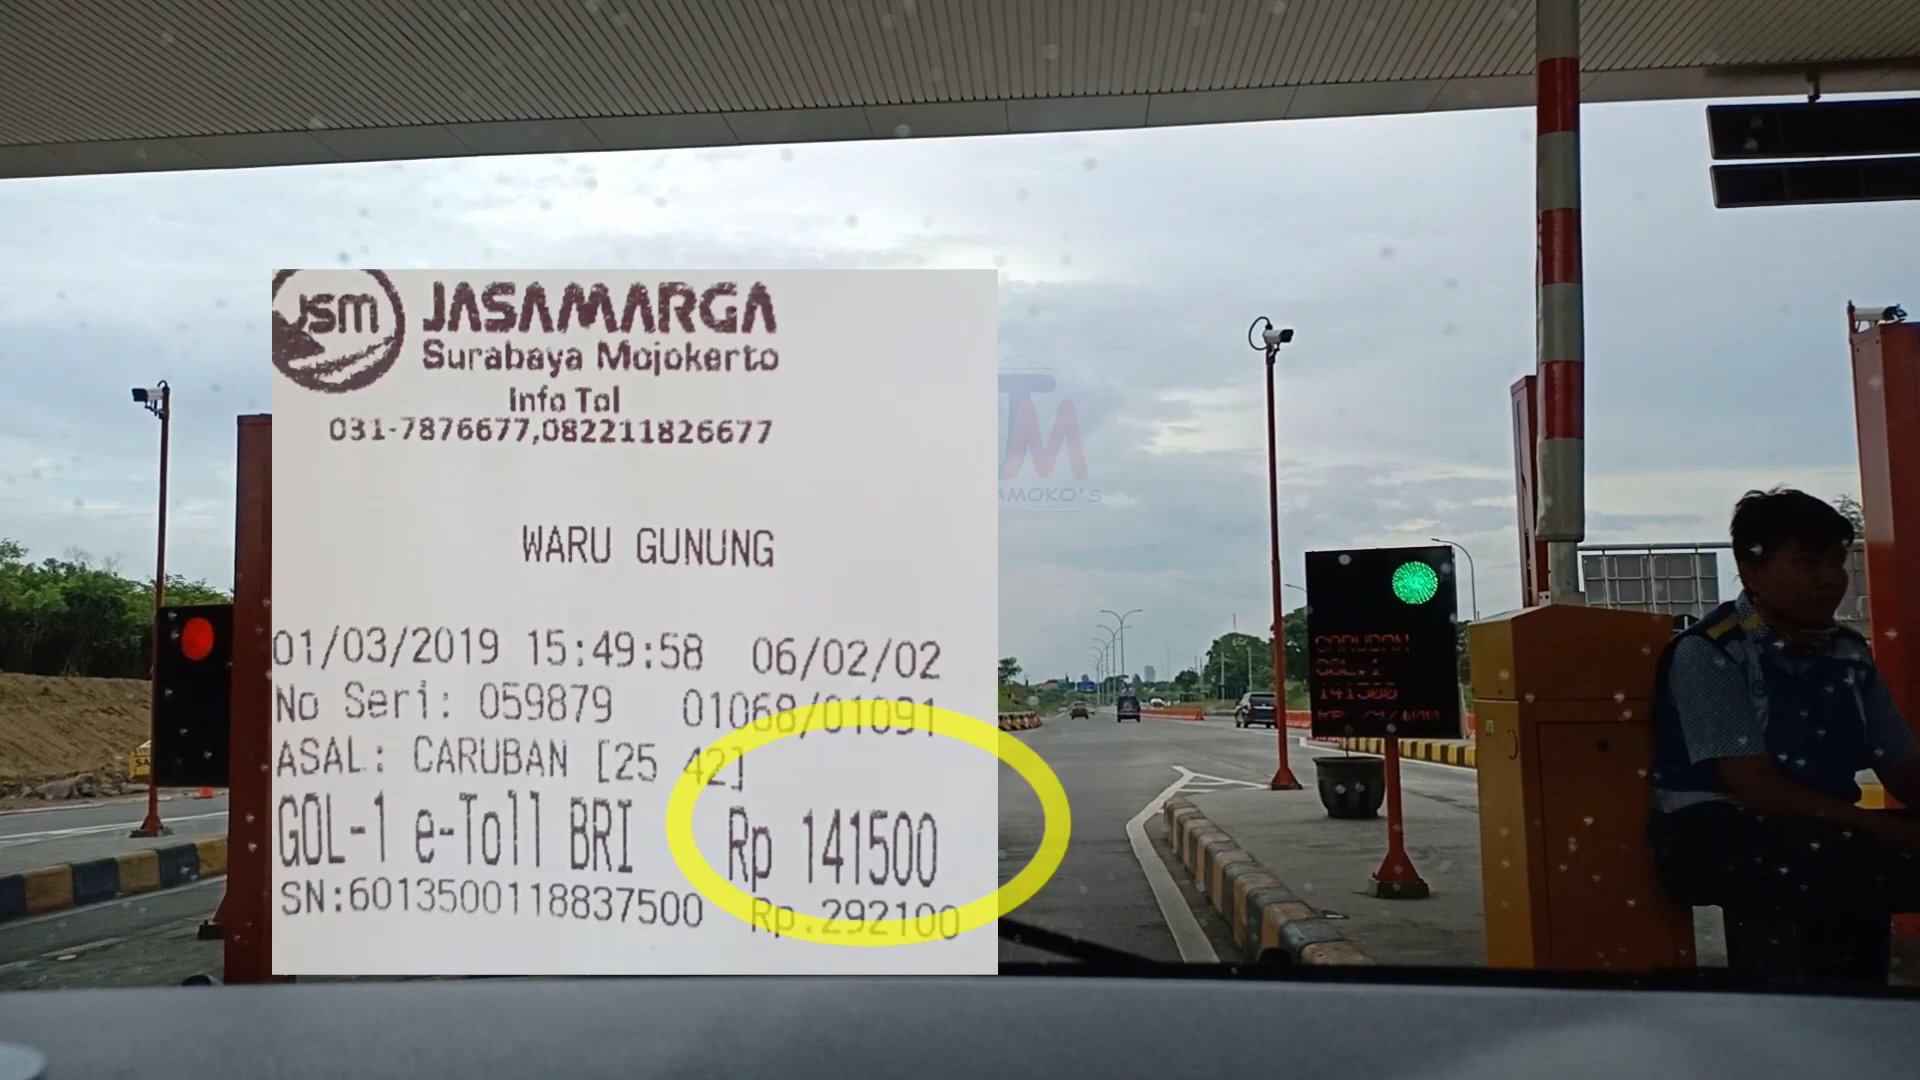 JSM JASAMARGA
Surabaya Mojokerto
Info Tol
031-7876677,082211826677
WARU GUNUNG
01/03/2019 15:49:58 06/02/02
No Seri: 059879 01068/01091
ASAL: CARUBAN [25 42]
GOL-1 e-Toll BRI Rp 141500
SN:6013500118837500 Rp.292100
TM
AMOKO'S
CARUBAN
GOL-1
141500